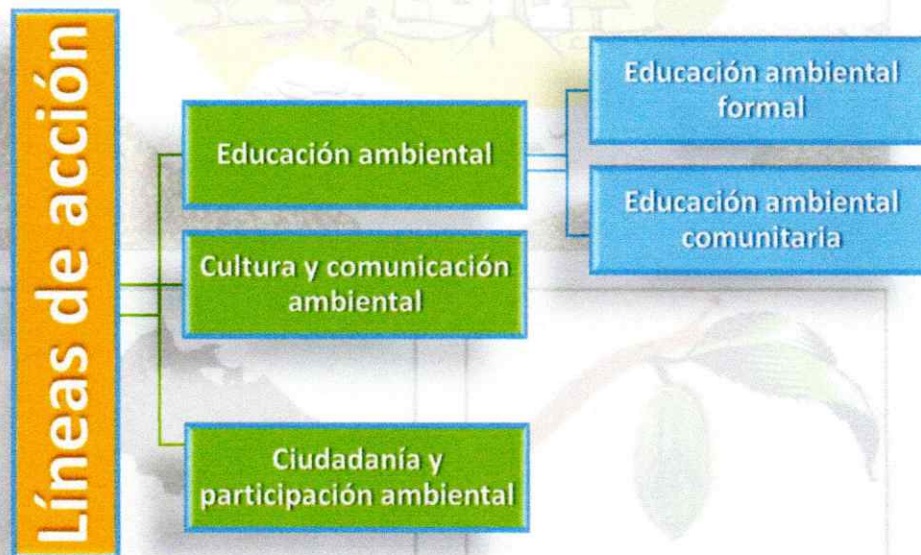 Líneas de acción
Educación ambiental
Educación ambiental
formal
Educación ambiental
comunitaria
Cultura y comunicación
ambiental
Ciudadanía y
participación ambiental